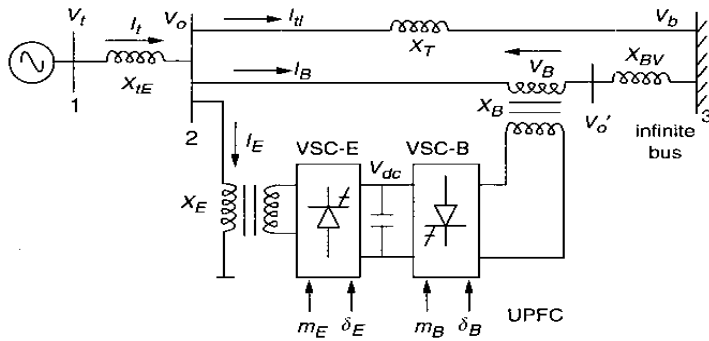 V_t
I_t
V_o
I_tl
V_b
X_T
X_tE
1
I_B
V_B
X_BV
X_B
V_o'
3
2
infinite
bus
I_E
VSC-E
V_dc
VSC-B
X_E
UPFC
m_E δ_E m_B δ_B